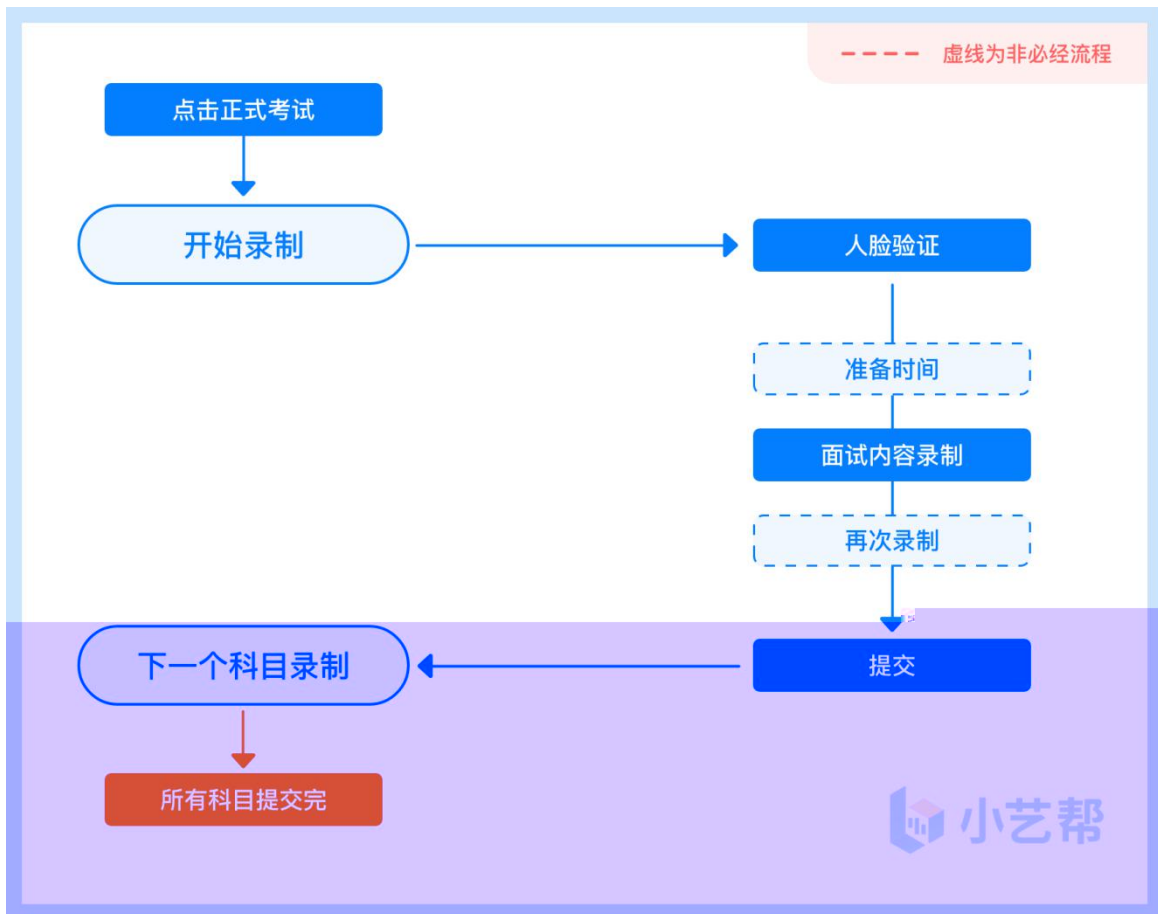 虚线为非必经流程
点击正式考试
开始录制
人脸验证
准备时间
面试内容录制
再次录制
提交
下一个科目录制
所有科目提交完
小艺帮